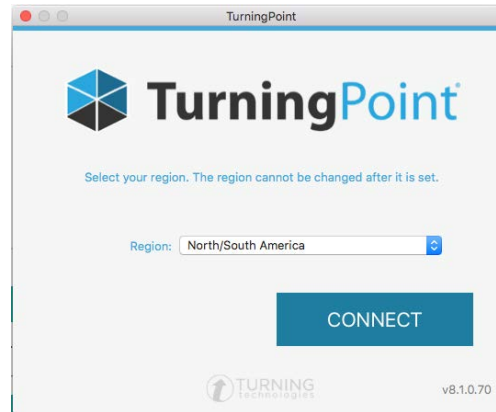 TurningPoint
TurningPoint
Select your region. The region cannot be changed after it is set.
Region: North/South America
CONNECT
TURNING
technologies
v8.1.0.70